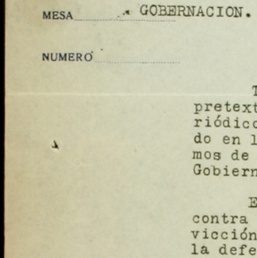 MESA GOBERNACION.
NUMERO
T
pretext
riódico
do en l
mos de
Gobiern
E
contra
vicción
la defe